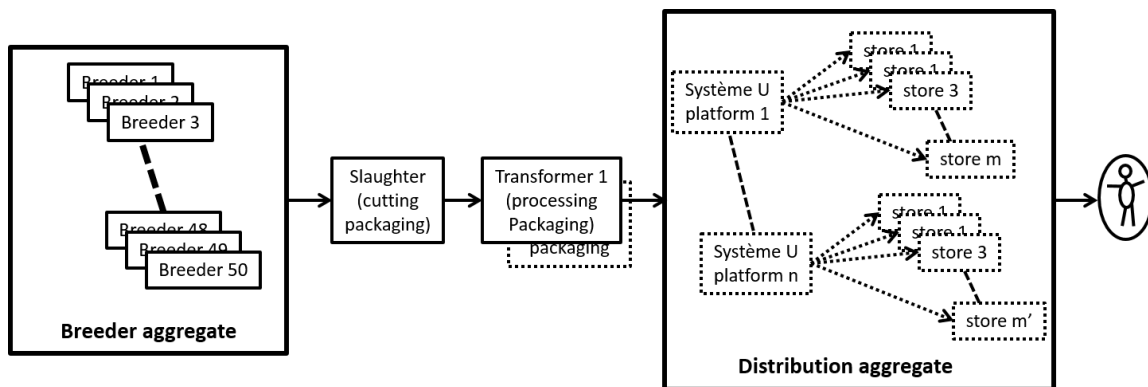 Breeder 1
Breeder 2
Breeder 3
Breeder 48
Breeder 49
Breeder 50
Breeder aggregate
Slaughter
(cutting
packaging)
Transformer 1
(processing
Packaging)
packaging
Système U
platform 1
store 1
store 1
store 3
store m
Système U
platform n
store 1
store 1
store 3
store m’
Distribution aggregate